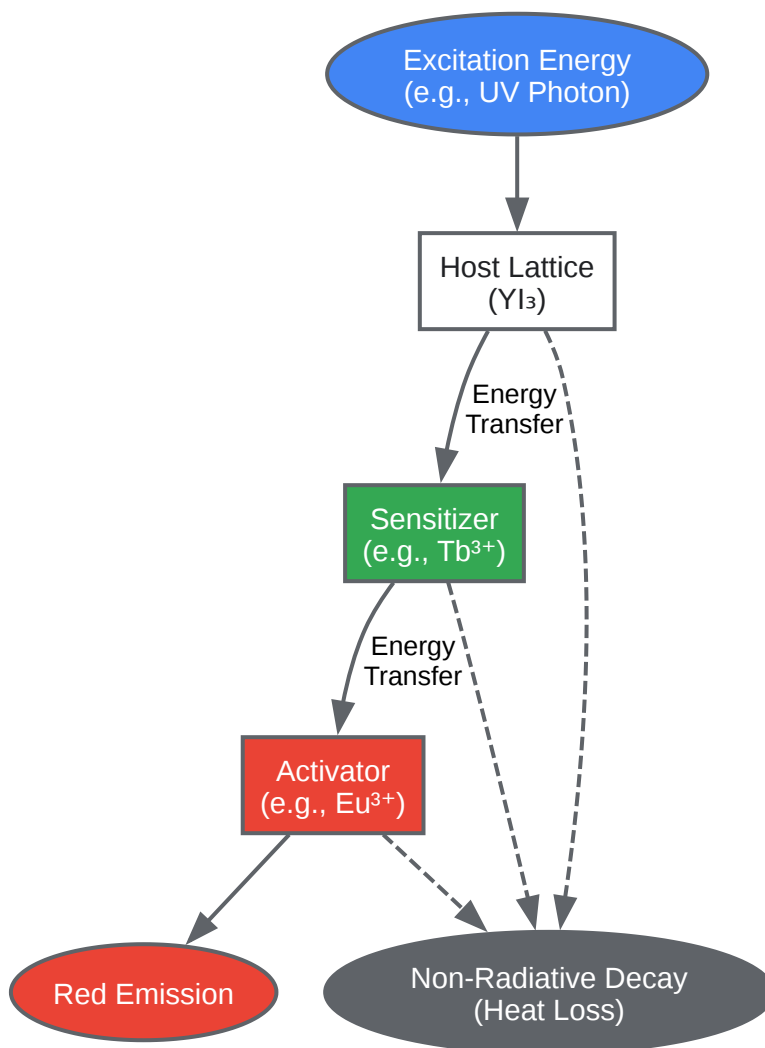 Excitation Energy
(e.g., UV Photon)
Host Lattice
(YI₃)
Energy
Transfer
Sensitizer
(e.g., Tb³⁺)
Energy
Transfer
Activator
(e.g., Eu³⁺)
Red Emission
Non-Radiative Decay
(Heat Loss)